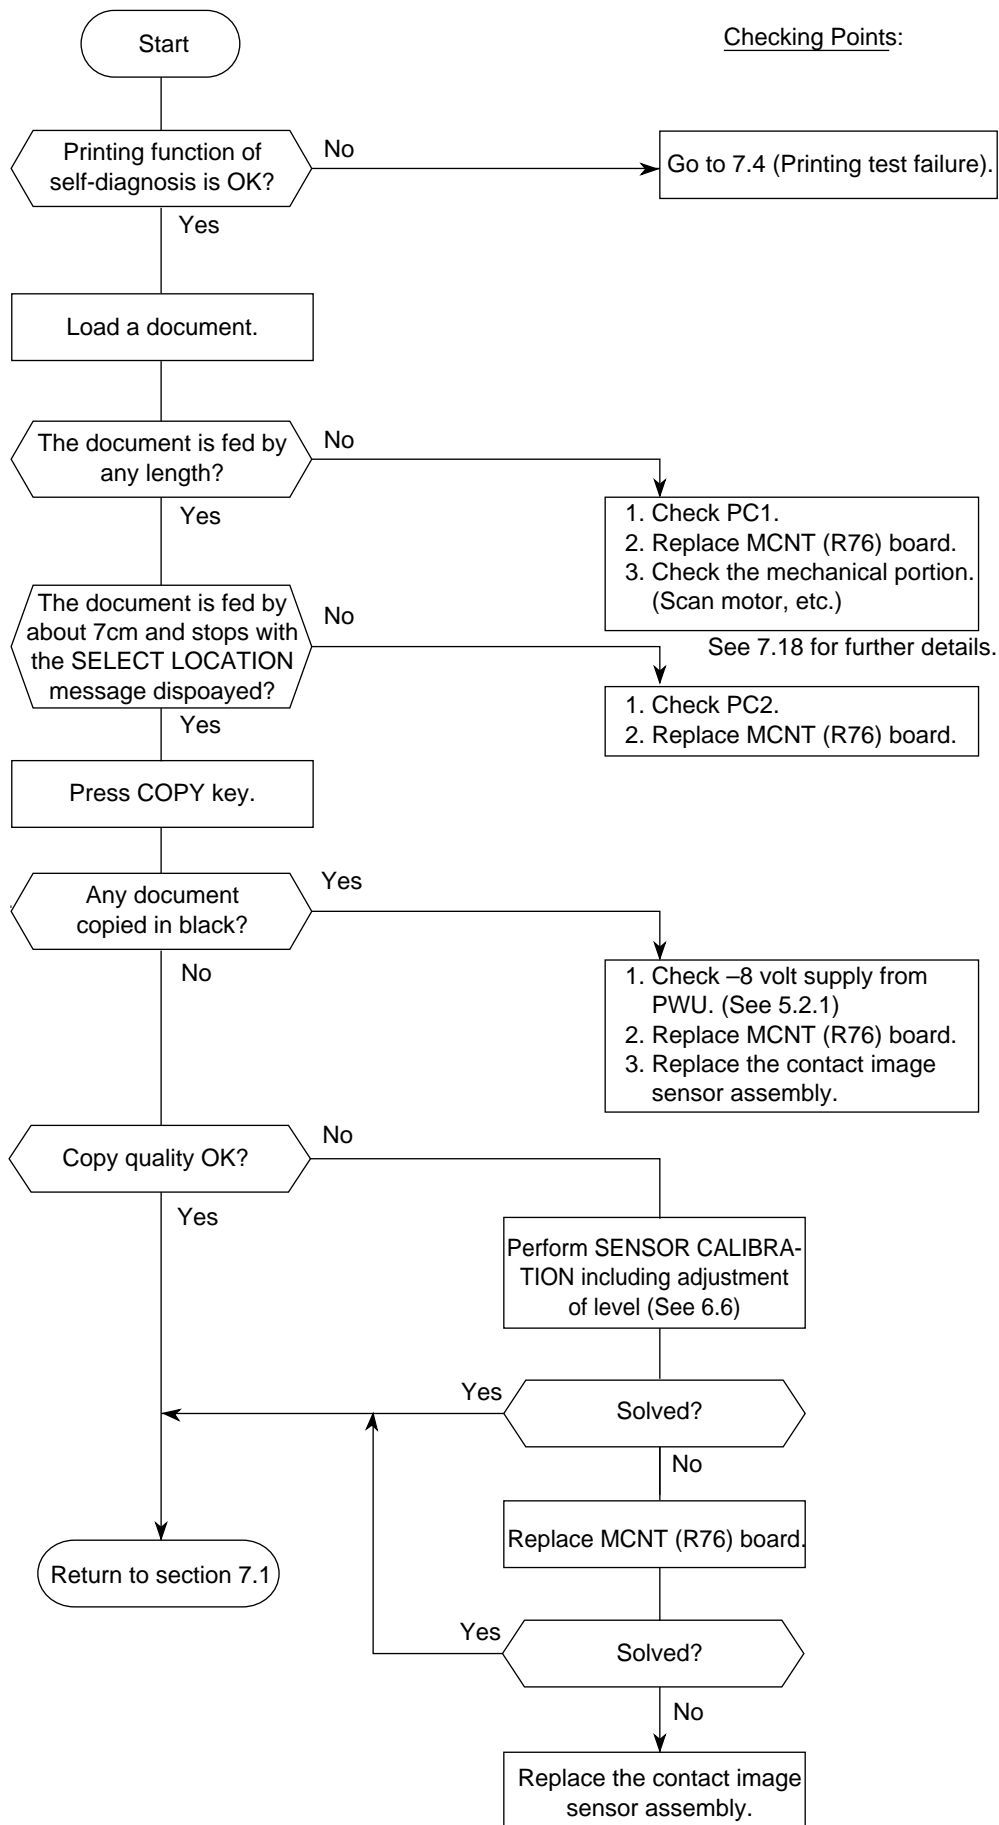 Start
Checking Points:
Printing function of
self-diagnosis is OK?
No
Go to 7.4 (Printing test failure).
Yes
Load a document.
The document is fed by
any length?
No
Yes
1. Check PC1.
2. Replace MCNT (R76) board.
3. Check the mechanical portion.
(Scan motor, etc.)
See 7.18 for further details.
The document is fed by
about 7cm and stops with
the SELECT LOCATION
message dispoayed?
No
Yes
1. Check PC2.
2. Replace MCNT (R76) board.
Press COPY key.
Any document
copied in black?
Yes
No
1. Check –8 volt supply from
PWU. (See 5.2.1)
2. Replace MCNT (R76) board.
3. Replace the contact image
sensor assembly.
Copy quality OK?
No
Yes
Perform SENSOR CALIBRA-
TION including adjustment
of level (See 6.6)
Solved?
Yes
No
Replace MCNT (R76) board.
Return to section 7.1
Solved?
Yes
No
Replace the contact image
sensor assembly.